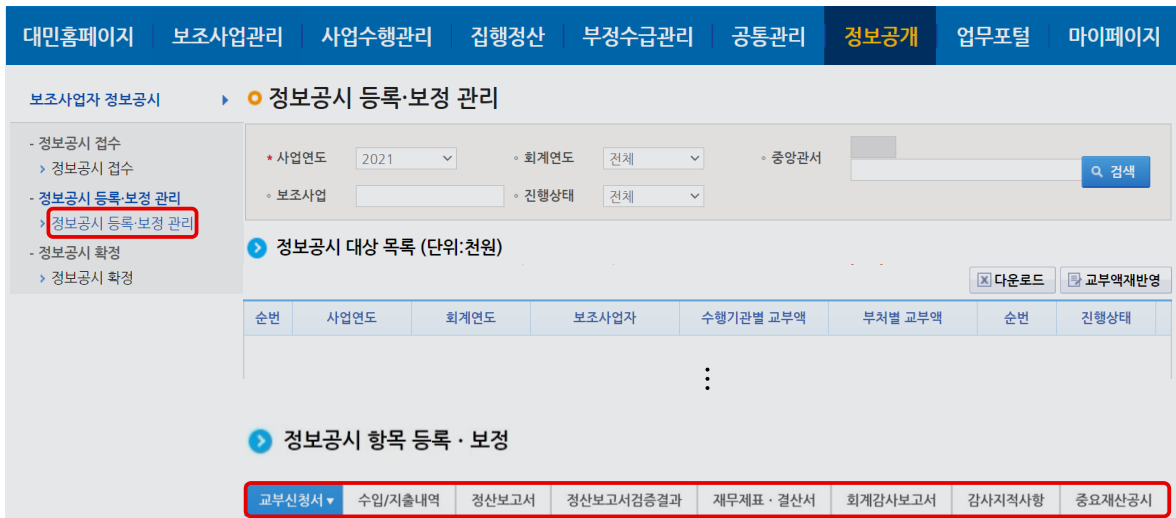 대민홈페이지 보조사업관리 사업수행관리 집행정산 부정수급관리 공통관리 정보공개 업무포털 마이페이지
보조사업자 정보공시
- 정보공시 접수
정보공시 접수
- 정보공시 등록·보정 관리
정보공시 등록·보정 관리
- 정보공시 확정
정보공시 확정
정보공시 등록·보정 관리
* 사업연도 2021 ◦ 회계연도 전체 ◦ 중앙관서
검색
◦ 보조사업 ◦ 진행상태 전체
정보공시 대상 목록 (단위:천원)
다운로드 교부액재반영
순번 사업연도 회계연도 보조사업자 수행기관별 교부액 부처별 교부액 순번 진행상태
⋮
정보공시 항목 등록 · 보정
교부신청서▼ 수입/지출내역 정산보고서 정산보고서검증결과 재무제표 · 결산서 회계감사보고서 감사지적사항 중요재산공시